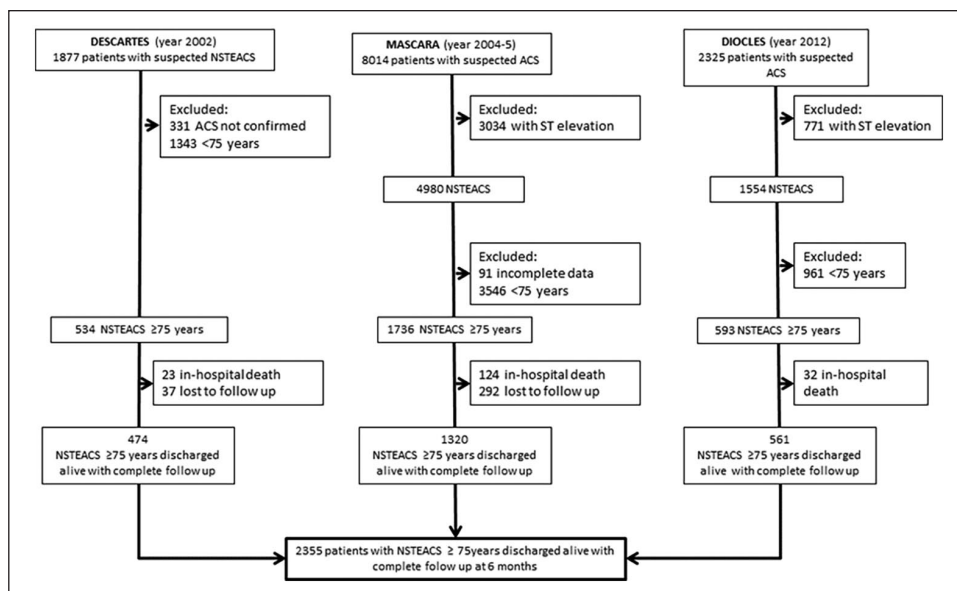 DESCARTES (year 2002)
1877 patients with suspected NSTEACS
Excluded:
331 ACS not confirmed
1343 <75 years
534 NSTEACS ≥75 years
23 in-hospital death
37 lost to follow up
474
NSTEACS ≥75 years discharged
alive with complete follow up
MASCARA (year 2004-5)
8014 patients with suspected ACS
Excluded:
3034 with ST elevation
4980 NSTEACS
Excluded:
91 incomplete data
3546 <75 years
1736 NSTEACS ≥75 years
124 in-hospital death
292 lost to follow up
1320
NSTEACS ≥75 years discharged
alive with complete follow up
DIOCLES (year 2012)
2325 patients with suspected
ACS
Excluded:
771 with ST elevation
1554 NSTEACS
Excluded:
961 <75 years
593 NSTEACS ≥75 years
32 in-hospital
death
561
NSTEACS ≥75 years discharged
alive with complete follow up
2355 patients with NSTEACS ≥ 75years discharged alive with
complete folow up at 6 months